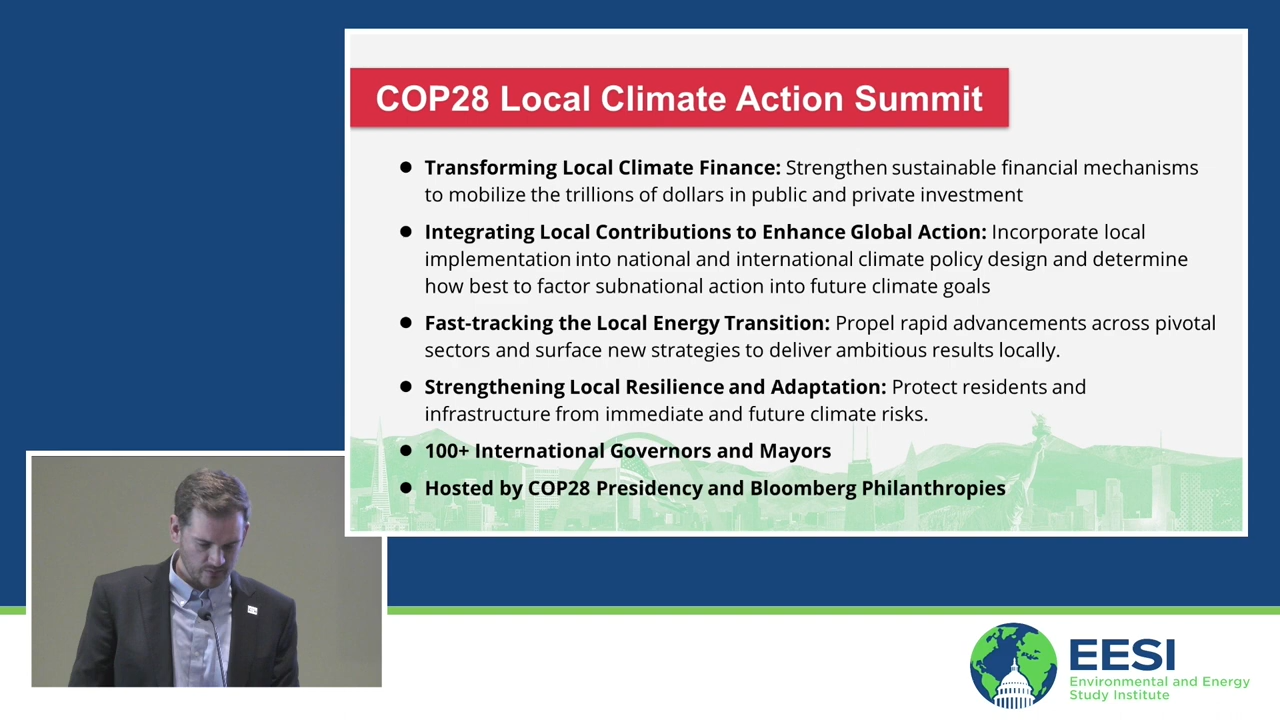 COP28 Local Climate Action Summit
● Transforming Local Climate Finance: Strengthen sustainable financial mechanisms
to mobilize the trillions of dollars in public and private investment
● Integrating Local Contributions to Enhance Global Action: Incorporate local
implementation into national and international climate policy design and determine
how best to factor subnational action into future climate goals
● Fast-tracking the Local Energy Transition: Propel rapid advancements across pivotal
sectors and surface new strategies to deliver ambitious results locally.
● Strengthening Local Resilience and Adaptation: Protect residents and
infrastructure from immediate and future climate risks.
● 100+ International Governors and Mayors
● Hosted by COP28 Presidency and Bloomberg Philanthropies
EESI
Environmental and Energy
Study Institute